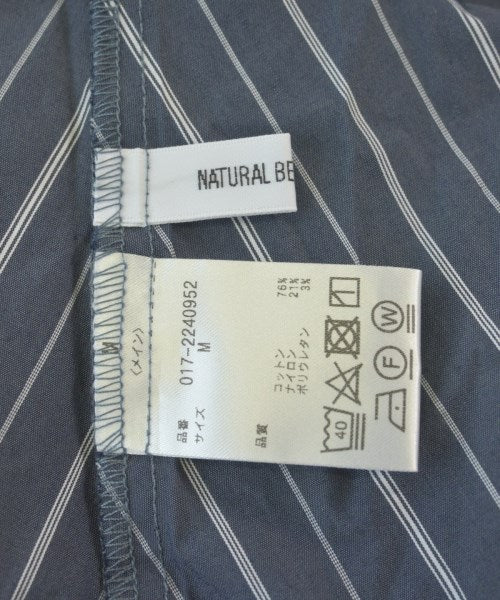 NATURAL BE
(メイン)
品番 017-2240952
サイズ M
品質 コットン 76%
ナイロン 21%
ポリウレタン 3%
40
F
W